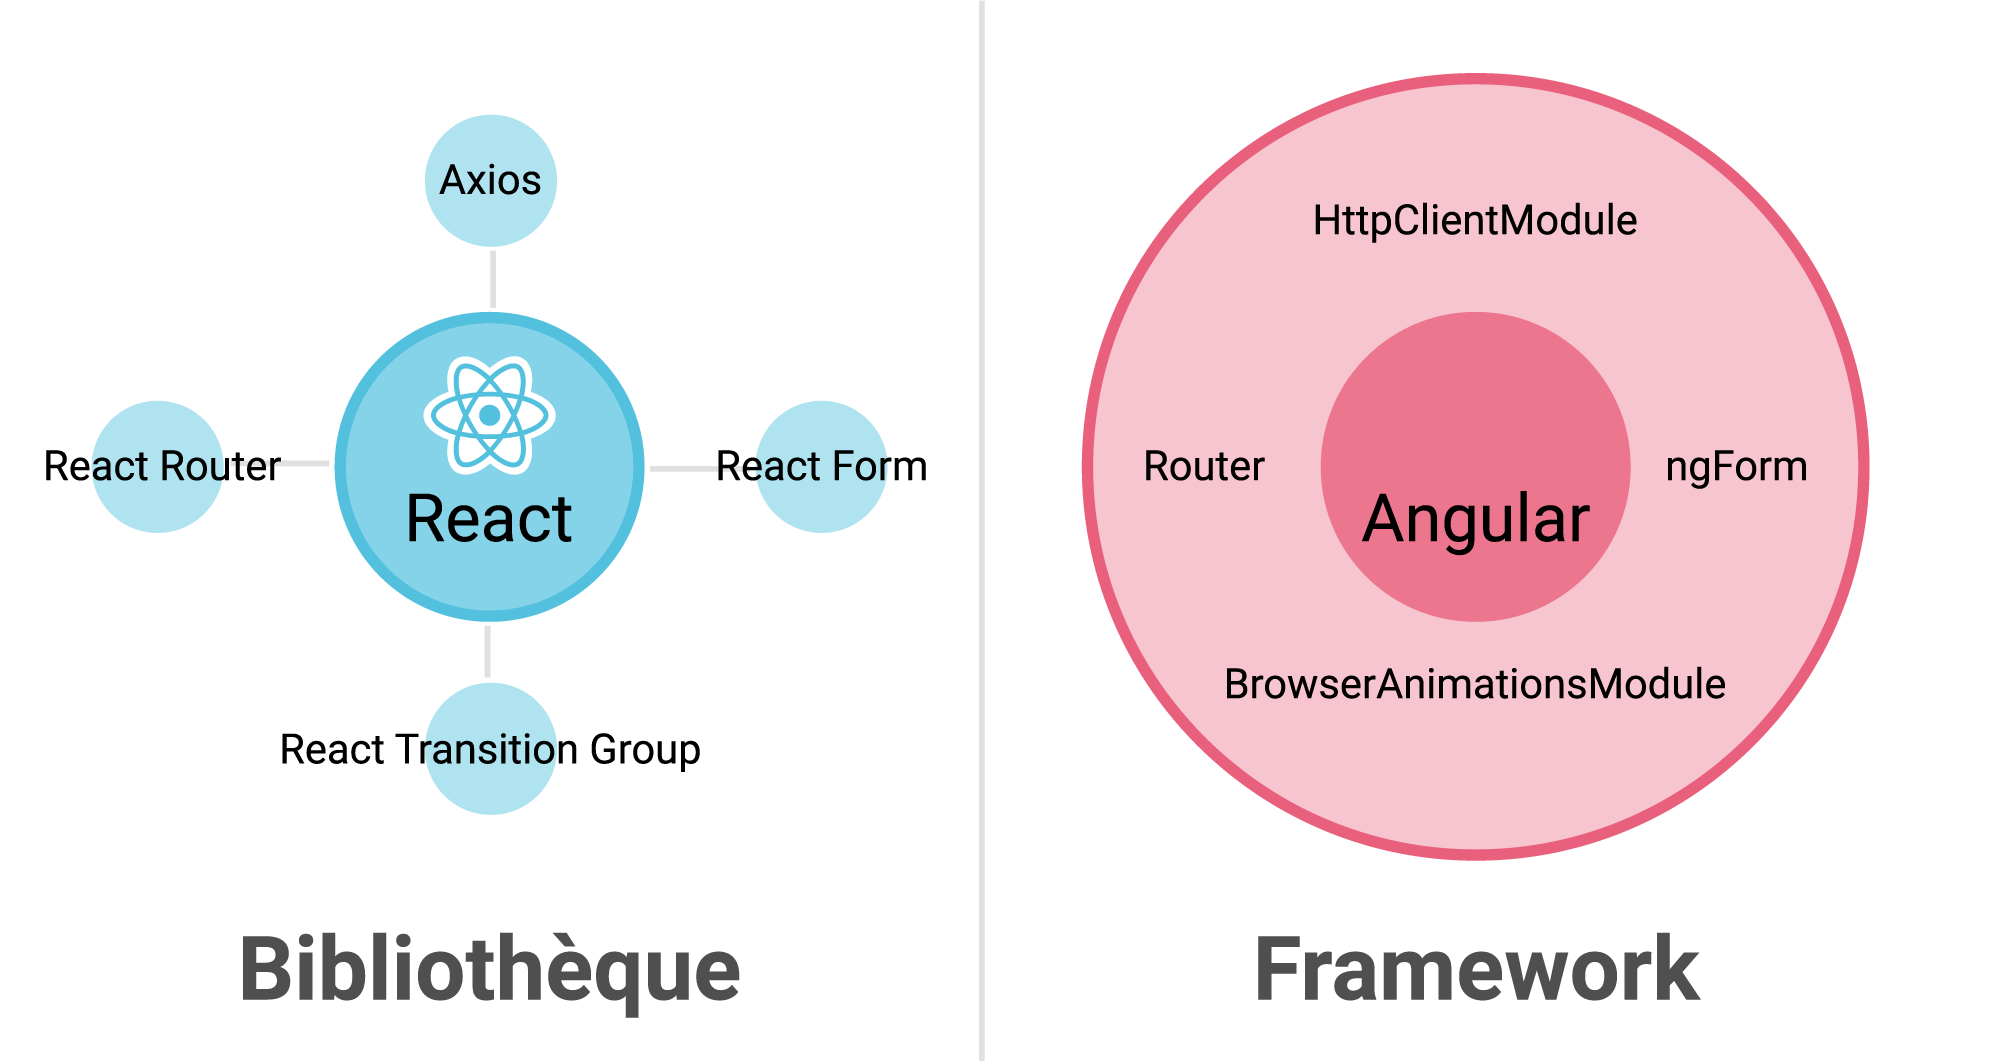 Axios
React Router
React
React Form
React Transition Group
Bibliothèque
HttpClientModule
Router
Angular
ngForm
BrowserAnimationsModule
Framework